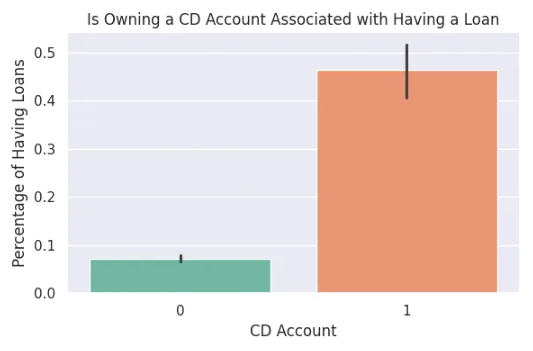 Is Owning a CD Account Associated with Having a Loan
Percentage of Having Loans
0.5
0.4
0.3
0.2
0.1
0.0
0
1
CD Account